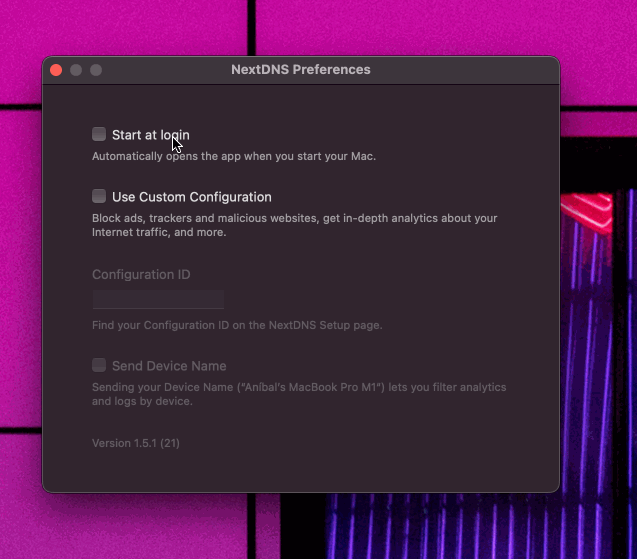 NextDNS Preferences
Start at login
Automatically opens the app when you start your Mac.
Use Custom Configuration
Block ads, trackers and malicious websites, get in-depth analytics about your
Internet traffic, and more.
Configuration ID
Find your Configuration ID on the NextDNS Setup page.
Send Device Name
Sending your Device Name (“Aníbal’s MacBook Pro M1”) lets you filter analytics
and logs by device.
Version 1.5.1 (21)